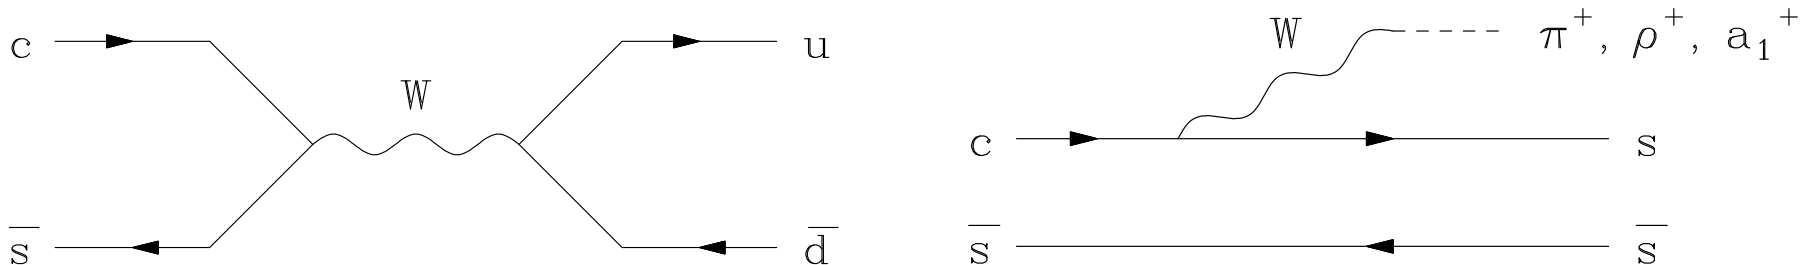 c
W
u
s̅
d̅
W
π⁺, ρ⁺, a₁⁺
c
s
s̅
s̅